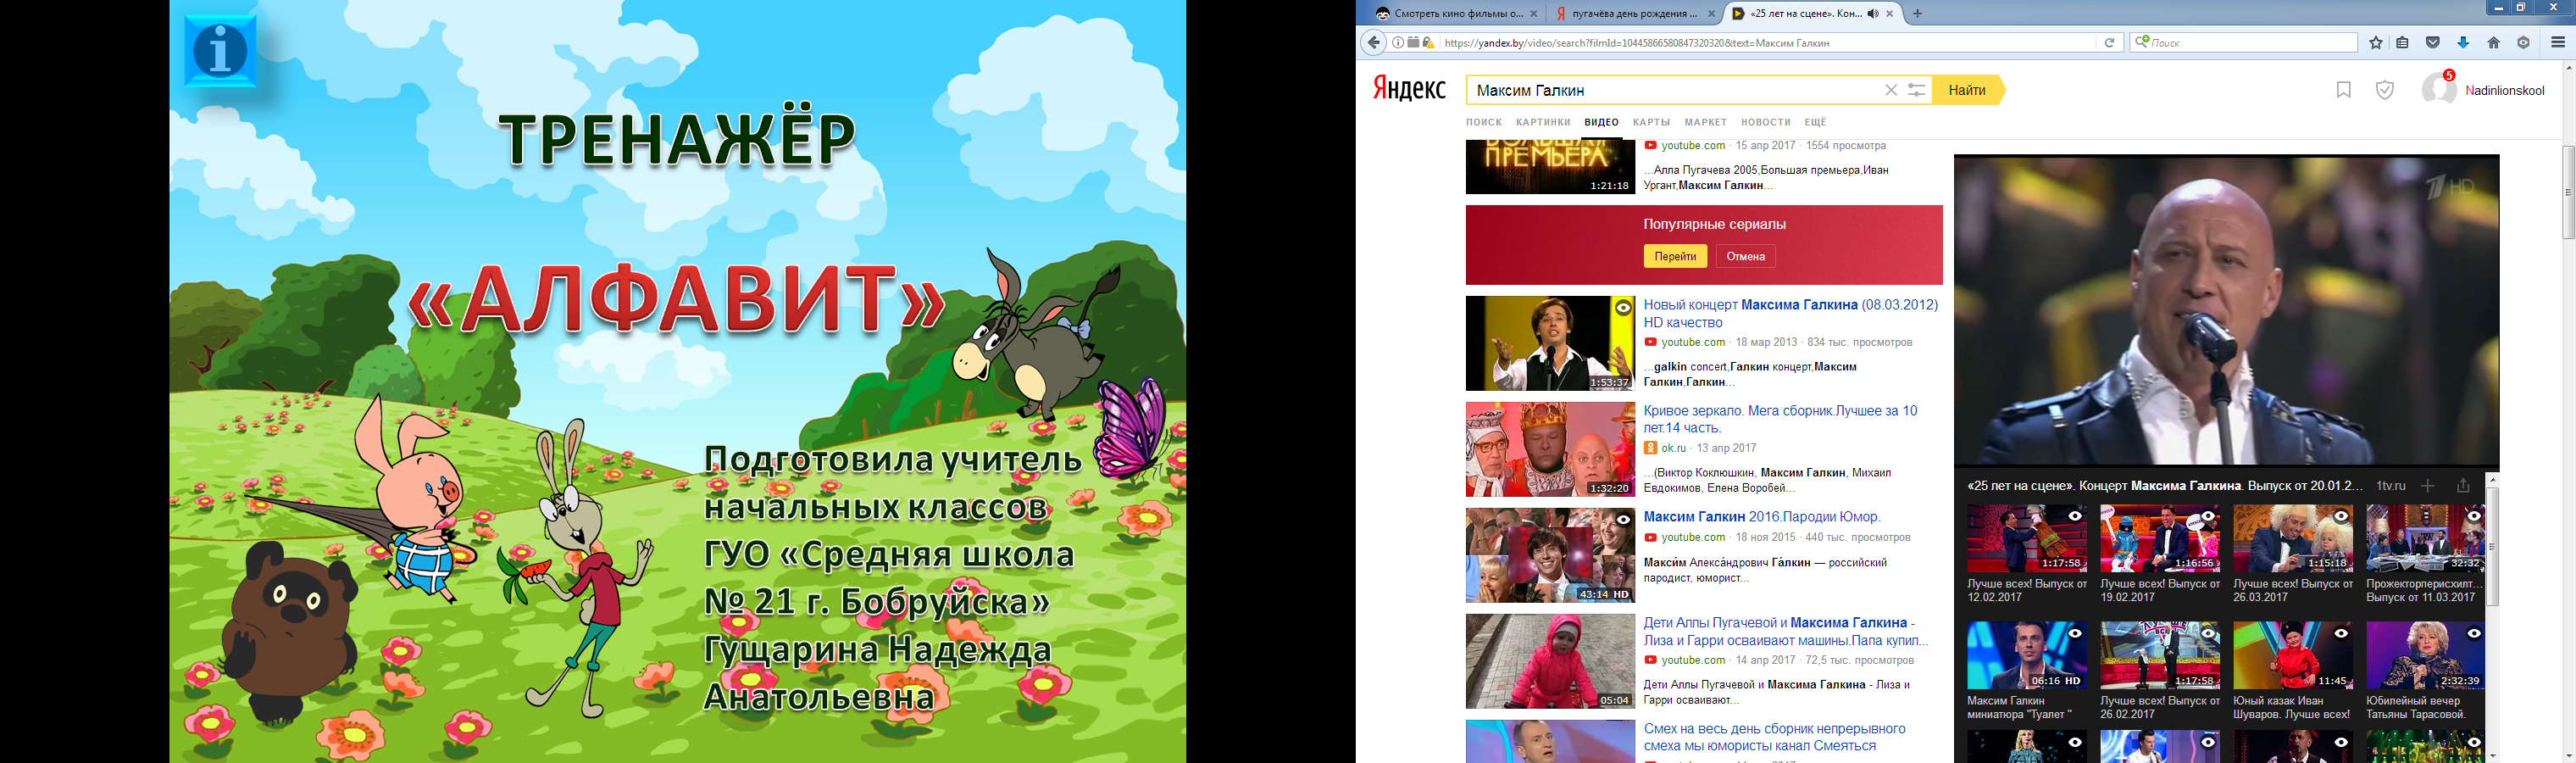 i
ТРЕНАЖЁР
«АЛФАВИТ»
Подготовила учитель
начальных классов
ГУО «Средняя школа
№ 21 г. Бобруйска»
Гущарина Надежда
Анатольевна
Смотреть кино фильмы о...
пугачёва день рождения ...
«25 лет на сцене». Кон...
https://yandex.by/video/search?filmId=10445866580847320320&text=Максим Галкин
Поиск
Яндекс
Максим Галкин
Найти
5
Nadinlionskool
ПОИСК КАРТИНКИ ВИДЕО КАРТЫ МАРКЕТ НОВОСТИ ЕЩЁ
БОЛЬШАЯ
ПРЕМЬЕРА
1:21:18
youtube.com · 15 апр 2017 · 1554 просмотра
...Алла Пугачева 2005,Большая премьера,Иван
Ургант,Максим Галкин...
Популярные сериалы
Перейти
Отмена
1:53:37
Новый концерт Максима Галкина (08.03.2012)
HD качество
youtube.com · 18 мар 2013 · 834 тыс. просмотров
...galkin concert,Галкин концерт,Максим
Галкин,Галкин...
1:32:20
Кривое зеркало. Мега сборник.Лучшее за 10
лет.14 часть.
ok.ru · 13 апр 2017
...(Виктор Коклюшкин, Максим Галкин, Михаил
Евдокимов, Елена Воробей...
43:14 HD
Максим Галкин 2016.Пародии Юмор.
youtube.com · 18 ноя 2015 · 440 тыс. просмотров
Макси́м Алекса́ндрович Га́лкин — российский
пародист, юморист...
05:04
Дети Аллы Пугачевой и Максима Галкина -
Лиза и Гарри осваивают машины.Папа купил...
youtube.com · 14 апр 2017 · 72,5 тыс. просмотров
Дети Аллы Пугачевой и Максима Галкина - Лиза и
Гарри осваивают...
Смех на весь день сборник непрерывного
смеха мы юмористы канал Смеяться
HD
«25 лет на сцене». Концерт Максима Галкина. Выпуск от 20.01.2...
1tv.ru
1:17:58
Лучше всех! Выпуск от
12.02.2017
1:16:56
Лучше всех! Выпуск от
19.02.2017
1:15:18
Лучше всех! Выпуск от
26.03.2017
32:32
Прожекторперисхилт...
Выпуск от 11.03.2017
06:16 HD
Максим Галкин
миниатюра "Туалет "
1:17:58
Лучше всех! Выпуск от
26.02.2017
11:45
Юный казак Иван
Шуваров. Лучше всех!
2:32:39
Юбилейный вечер
Татьяны Тарасовой.